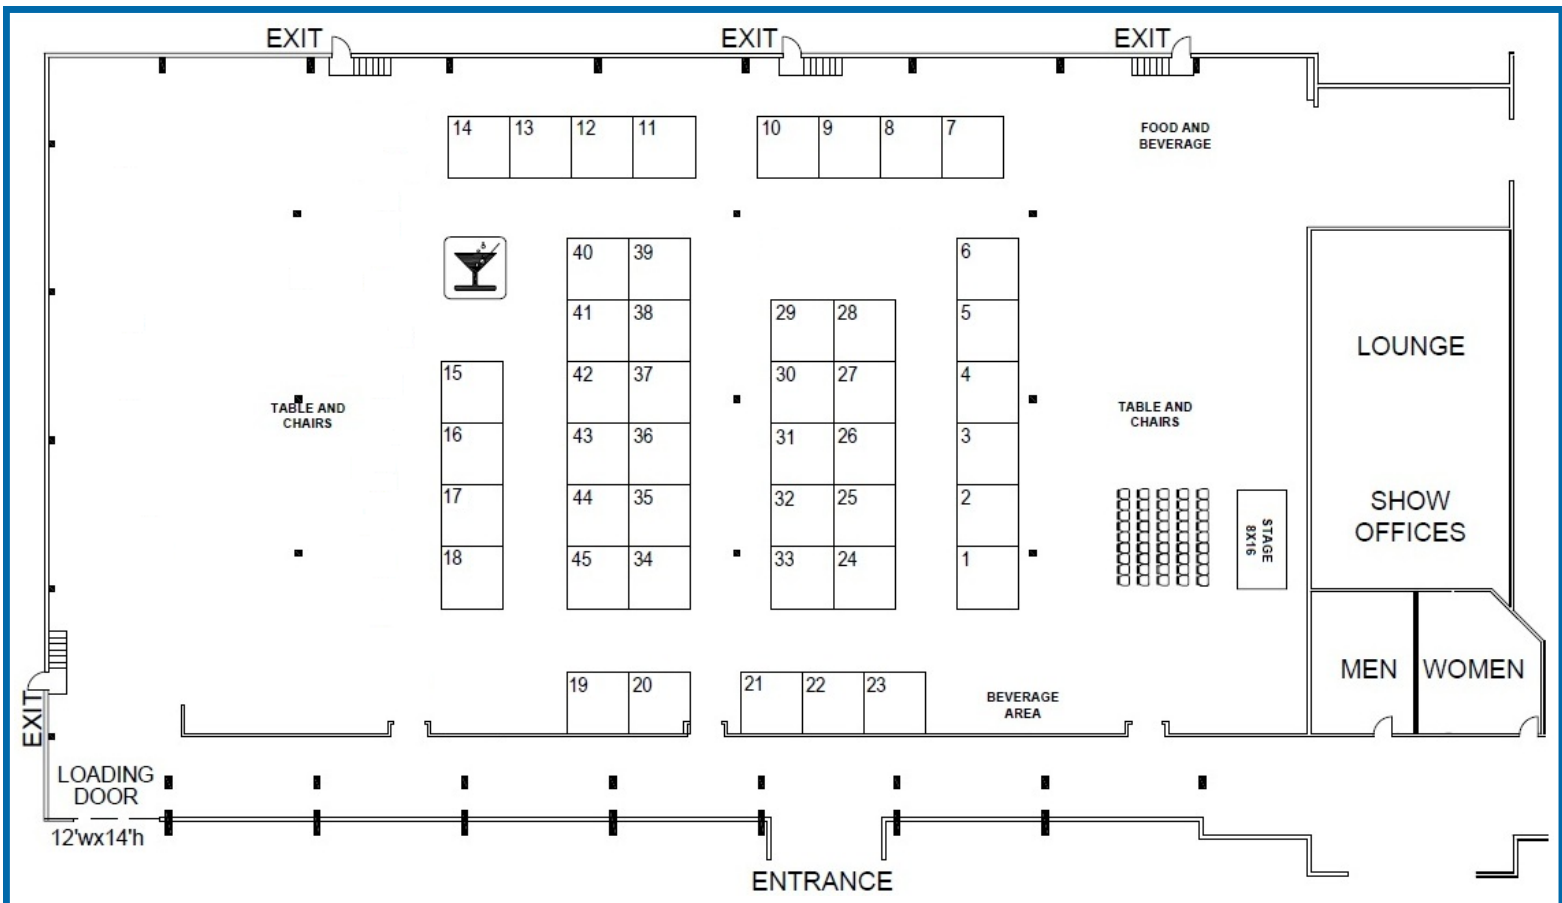 EXIT
EXIT
EXIT
14
13
12
11
10
9
8
7
FOOD AND
BEVERAGE
40
39
6
41
38
29
28
5
LOUNGE
15
42
37
30
27
4
TABLE AND
CHAIRS
TABLE AND
CHAIRS
16
43
36
31
26
3
17
44
35
32
25
2
STAGE
8X16
SHOW
OFFICES
18
45
34
33
24
1
MEN
WOMEN
19
20
21
22
23
BEVERAGE
AREA
EXIT
LOADING
DOOR
12'wx14'h
ENTRANCE